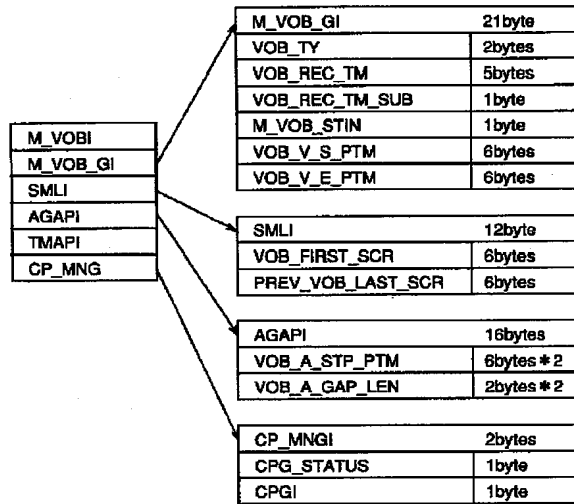 M_VOBI
M_VOB_GI
SMLI
AGAPI
TMAPI
CP_MNG
M_VOB_GI 21byte
VOB_TY 2bytes
VOB_REC_TM 5bytes
VOB_REC_TM_SUB 1byte
M_VOB_STIN 1byte
VOB_V_S_PTM 6bytes
VOB_V_E_PTM 6bytes
SMLI 12byte
VOB_FIRST_SCR 6bytes
PREV_VOB_LAST_SCR 6bytes
AGAPI 16bytes
VOB_A_STP_PTM 6bytes*2
VOB_A_GAP_LEN 2bytes*2
CP_MNGI 2bytes
CPG_STATUS 1byte
CPGI 1byte